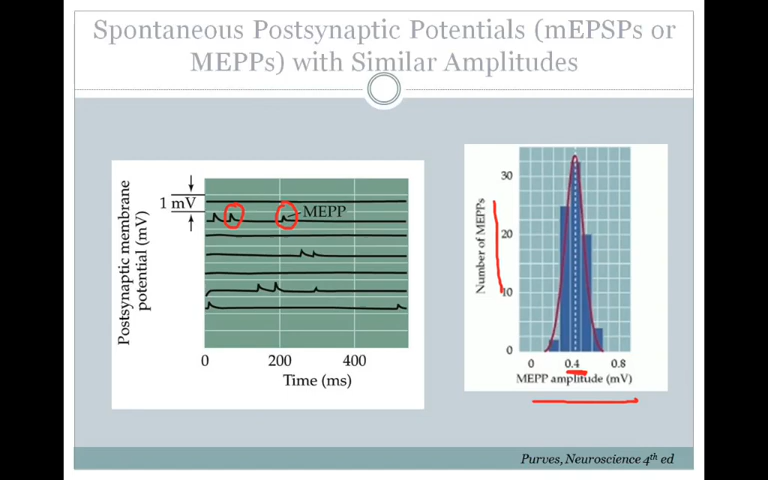 Spontaneous Postsynaptic Potentials (mEPSPs or
MEPPs) with Similar Amplitudes
Postsynaptic membrane
potential (mV)
1 mV
MEPP
0 200 400
Time (ms)
Number of MEPPs
30
20
10
0
0 0.4 0.8
MEPP amplitude (mV)
Purves, Neuroscience 4th ed